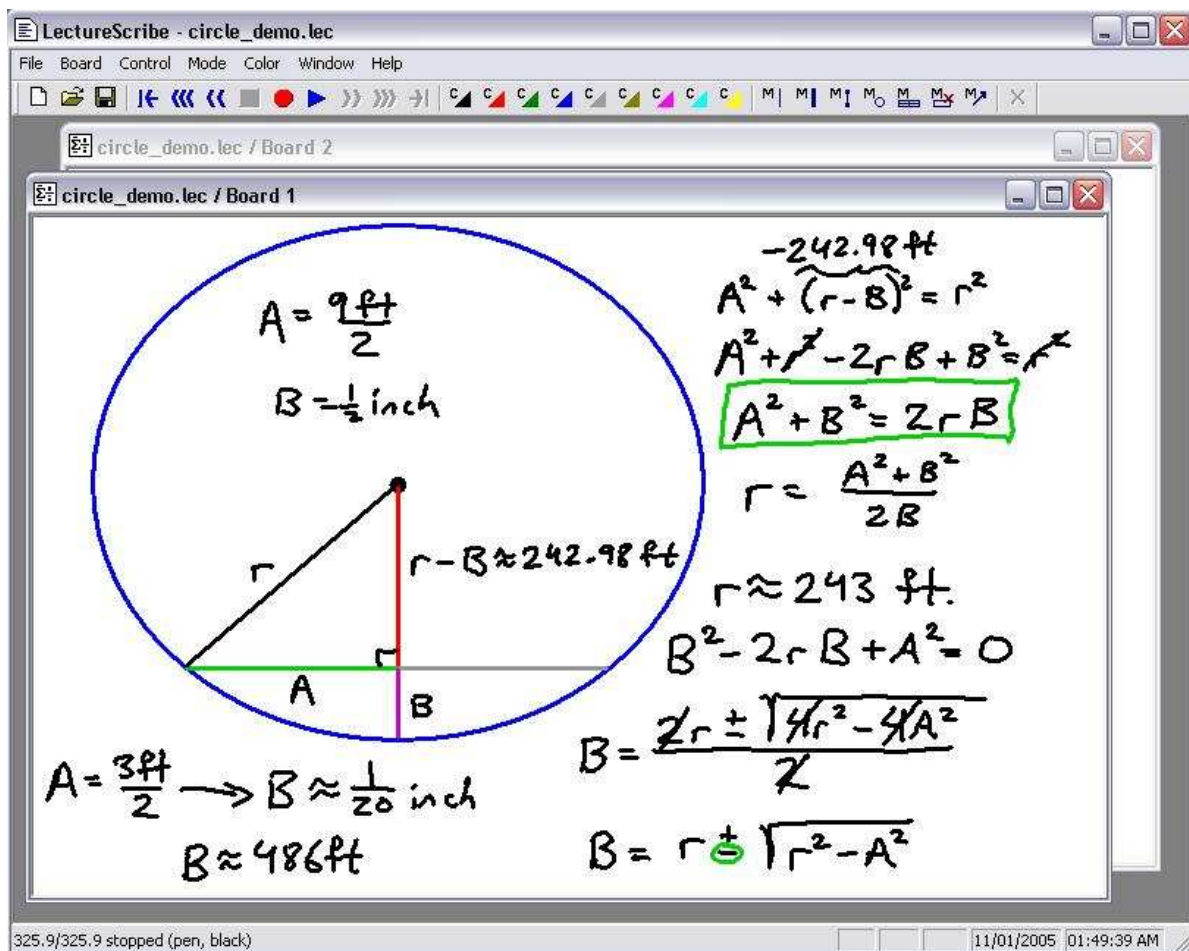 LectureScribe - circle_demo.lec
File Board Control Mode Color Window Help
circle_demo.lec / Board 2
circle_demo.lec / Board 1
A = 9ft/2
B = ½ inch
r
r - B ≈ 242.98 ft
r
A
B
A = 3ft/2 → B ≈ 1/20 inch
B ≈ 486ft
-242.98 ft
A² + (r - B)² = r²
A² + r² - 2rB + B² = r²
A² + B² = 2rB
r = A² + B²/2B
r ≈ 243 ft.
B² - 2rB + A² = 0
B = 2r ± √4r² - 4A²/2
B = r ± √r² - A²
325.9/325.9 stopped (pen, black)
11/01/2005 01:49:39 AM